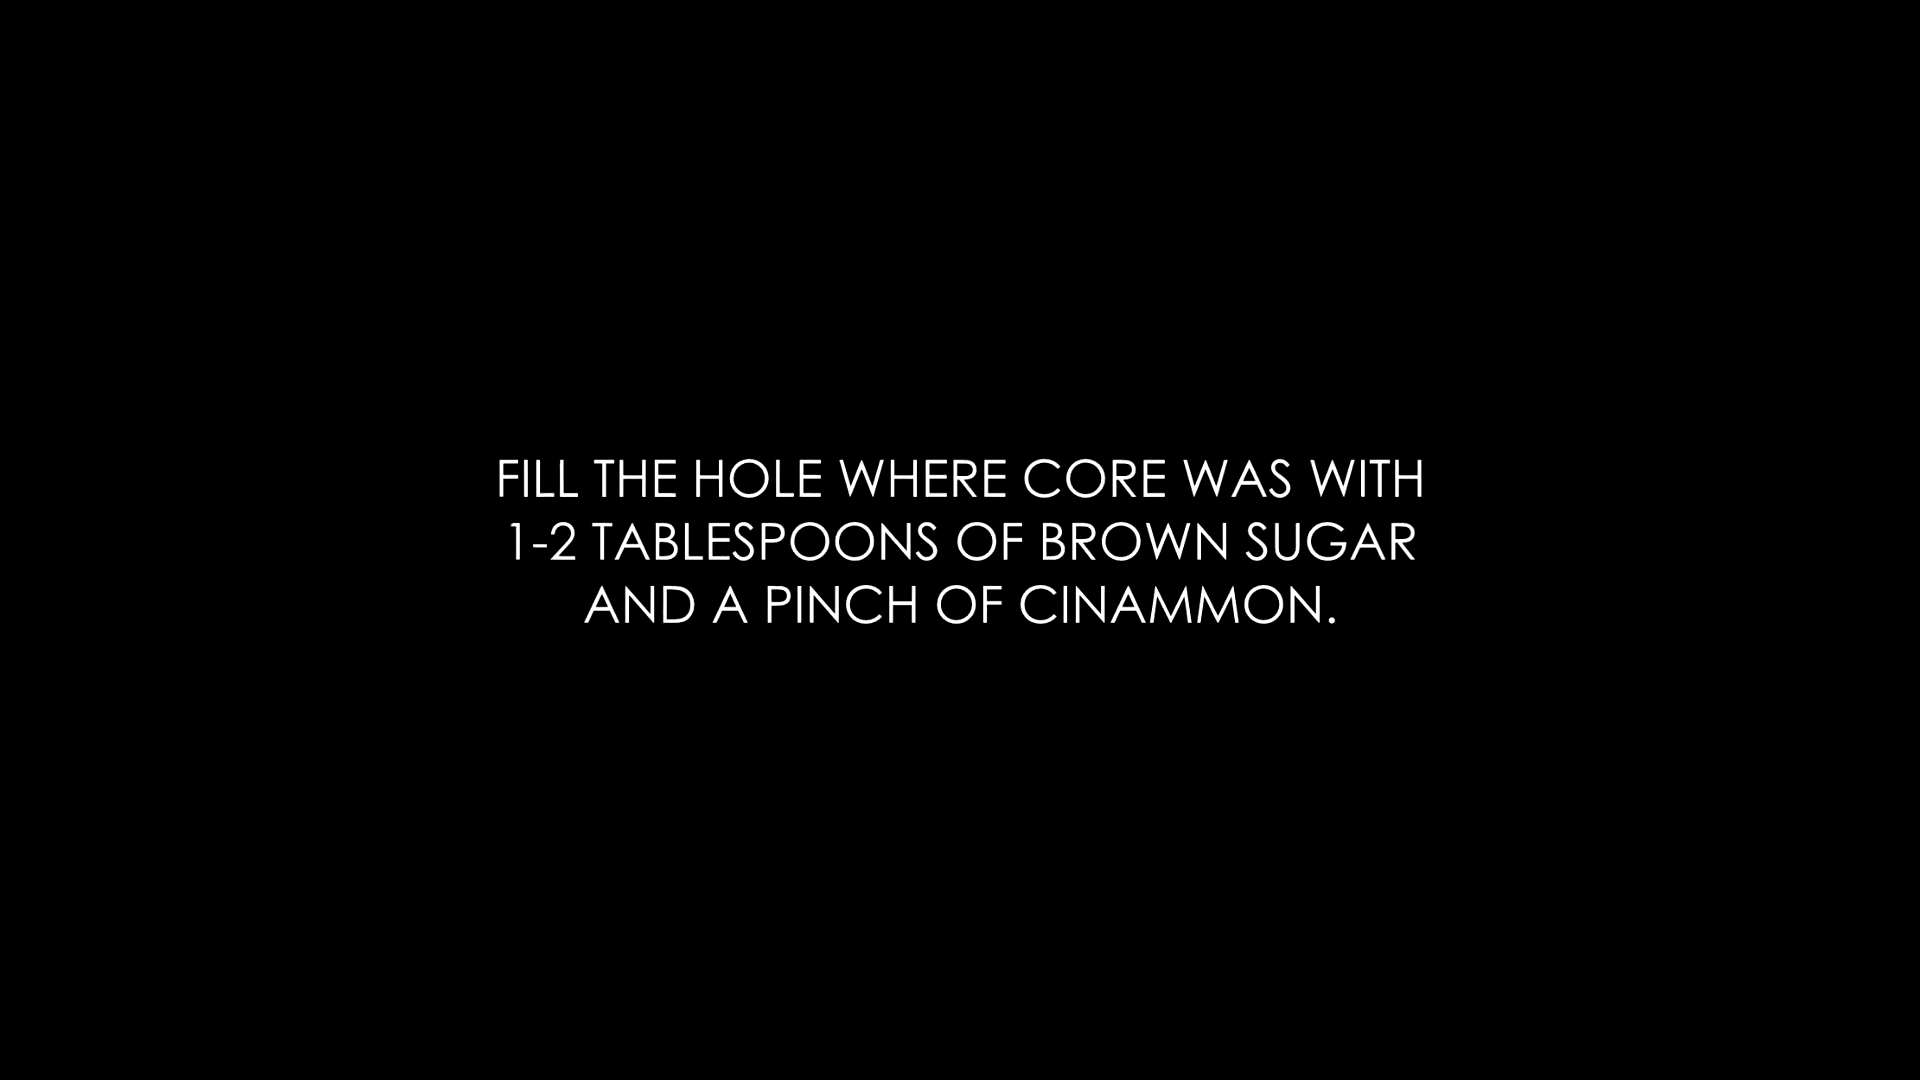 FILL THE HOLE WHERE CORE WAS WITH
1-2 TABLESPOONS OF BROWN SUGAR
AND A PINCH OF CINAMMON.